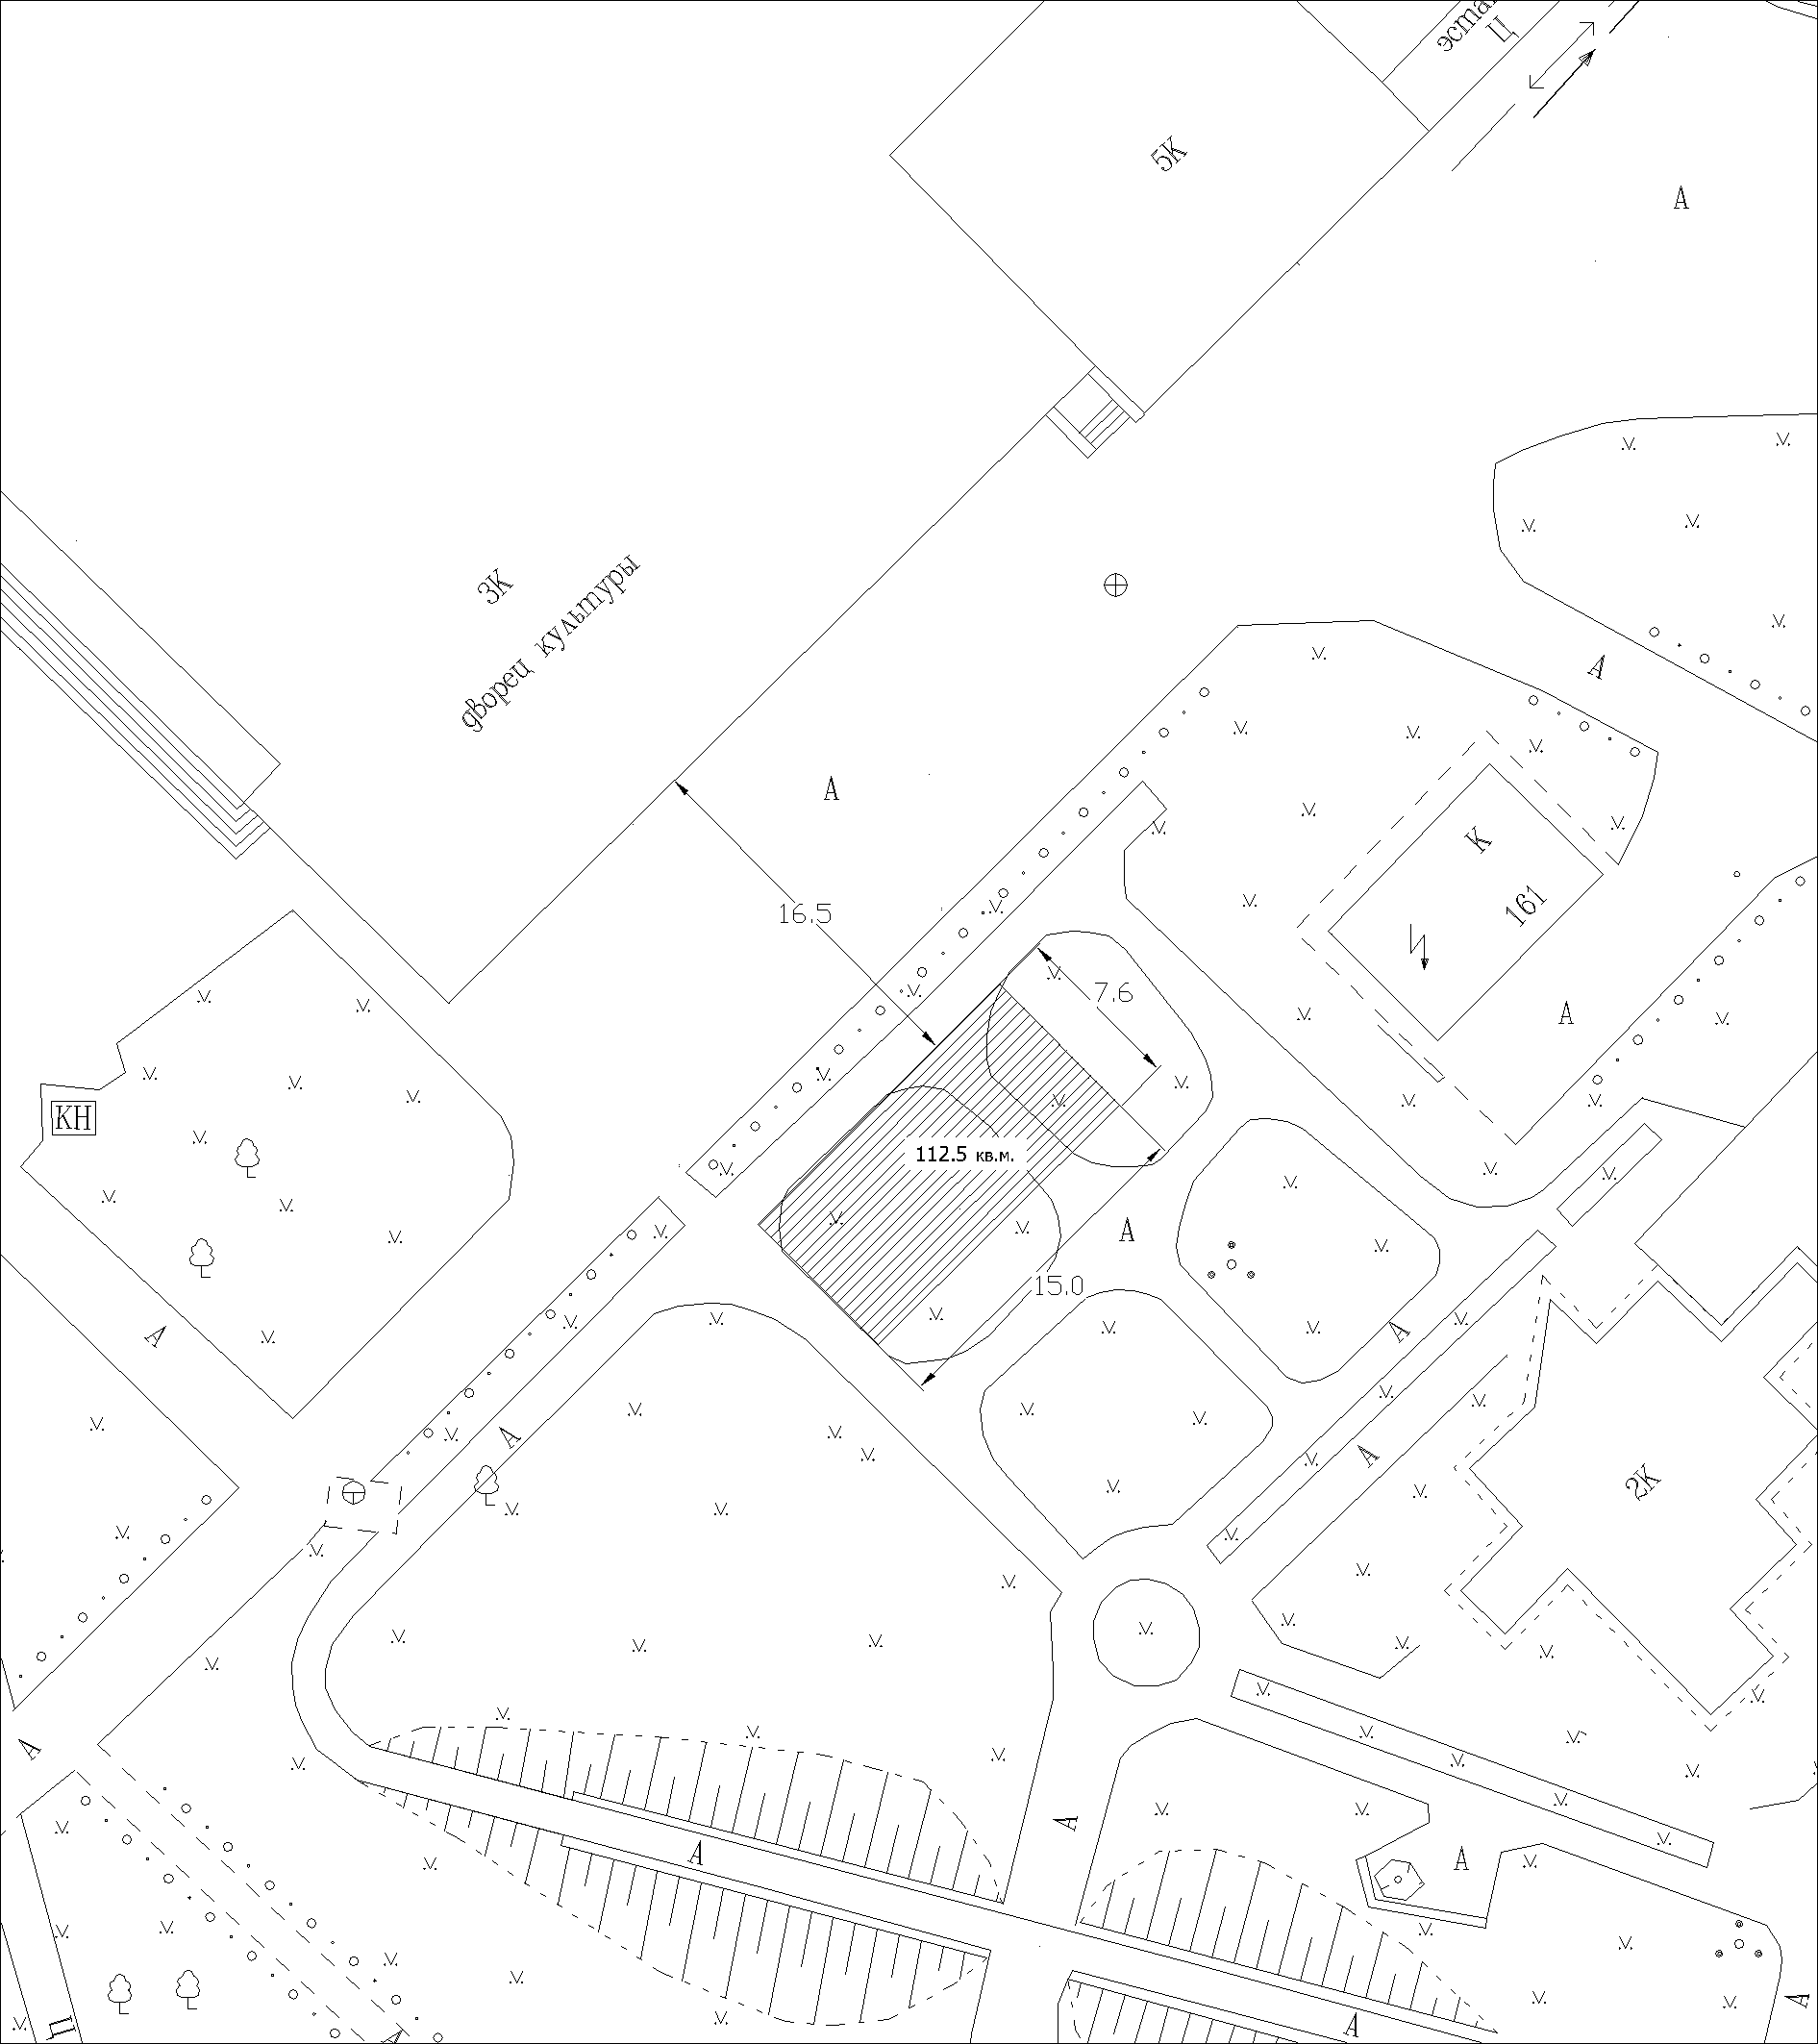 эста
Ц
5К
А
3К
дворец культуры
А
А
К
161
16.5
7.6
А
КН
112.5 кв.м.
А
15.0
А
А
А
А
2К
А
А
А
А
А
Ц
А
А
А